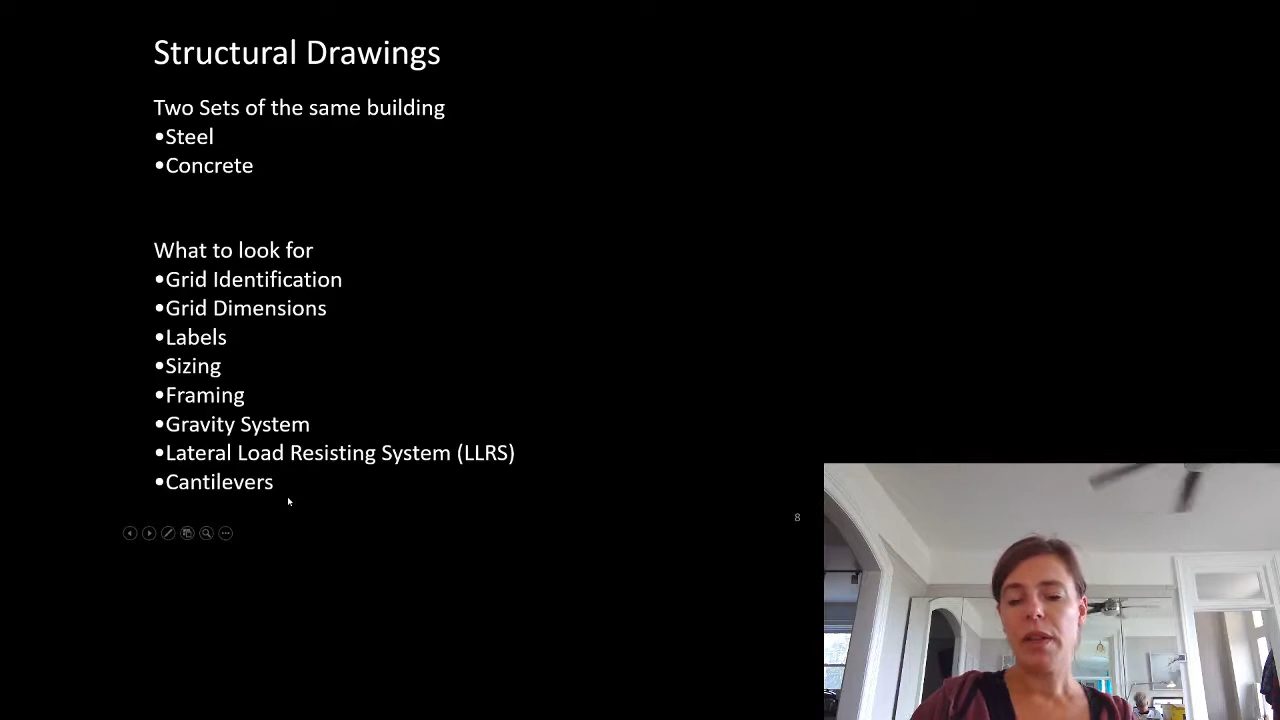 Structural Drawings
Two Sets of the same building
•Steel
•Concrete
What to look for
•Grid Identification
•Grid Dimensions
•Labels
•Sizing
•Framing
•Gravity System
•Lateral Load Resisting System (LLRS)
•Cantilevers
8